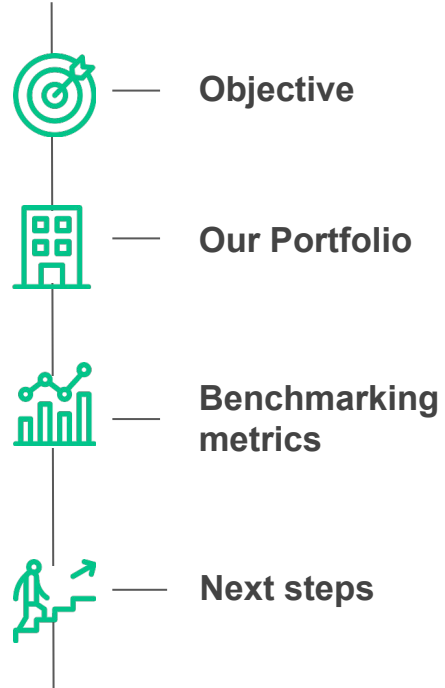 Objective
Our Portfolio
Benchmarking
metrics
Next steps